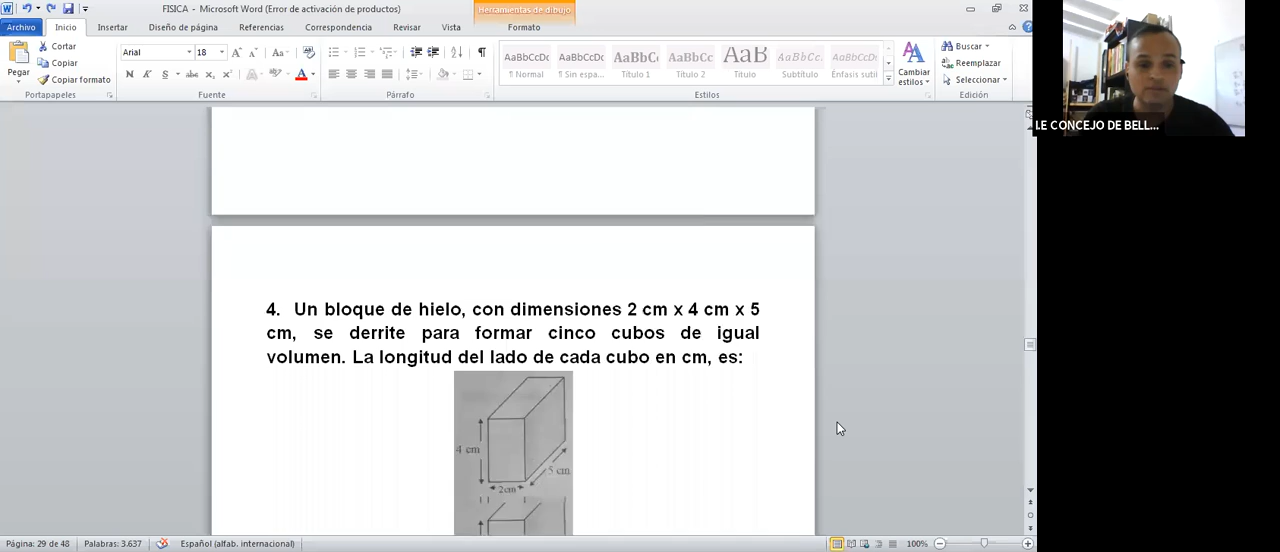 FISICA - Microsoft Word (Error de activación de productos)
Herramientas de dibujo
Archivo Inicio Insertar Diseño de página Referencias Correspondencia Revisar Vista Formato
Pegar
Cortar
Copiar
Copiar formato
Portapapeles
Arial 18
Fuente
Párrafo
AaBbCcDc AaBbCcDc AaBbC AaBbCc AaB AaBbCc. AaBbCcDc
¶ Normal ¶ Sin espa... Título 1 Título 2 Título Subtítulo Énfasis sutil
Cambiar estilos
Estilos
Buscar
Reemplazar
Seleccionar
Edición
I.E CONCEJO DE BELL...
4. Un bloque de hielo, con dimensiones 2 cm x 4 cm x 5
cm, se derrite para formar cinco cubos de igual
volumen. La longitud del lado de cada cubo en cm, es:
4 cm
5 cm
2cm
Página: 29 de 48 Palabras: 3.637 Español (alfab. internacional) 100%